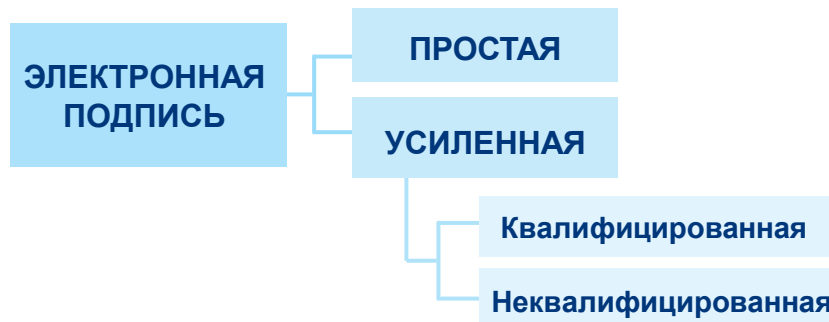 ЭЛЕКТРОННАЯ
ПОДПИСЬ
ПРОСТАЯ
УСИЛЕННАЯ
Квалифицированная
Неквалифицированная